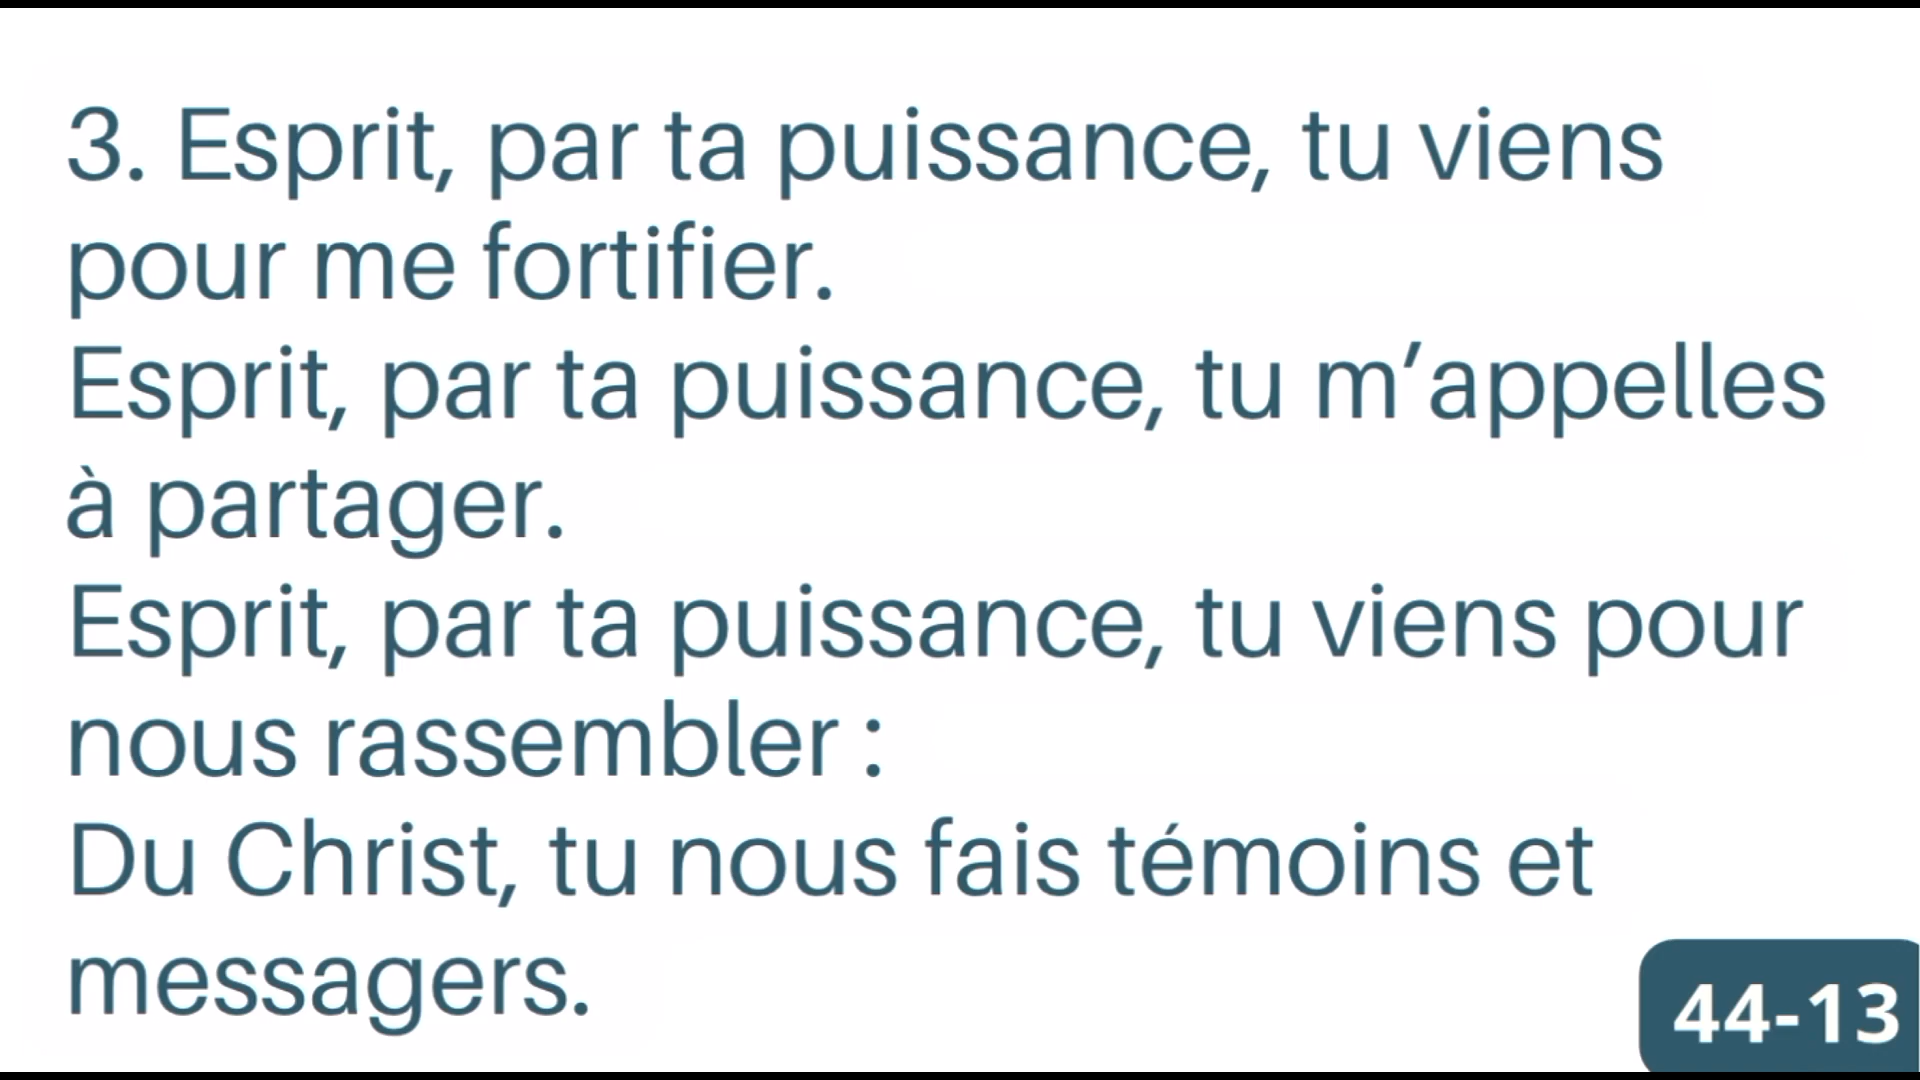 3. Esprit, par ta puissance, tu viens
pour me fortifier.
Esprit, par ta puissance, tu m’appelles
à partager.
Esprit, par ta puissance, tu viens pour
nous rassembler :
Du Christ, tu nous fais témoins et
messagers.
44-13